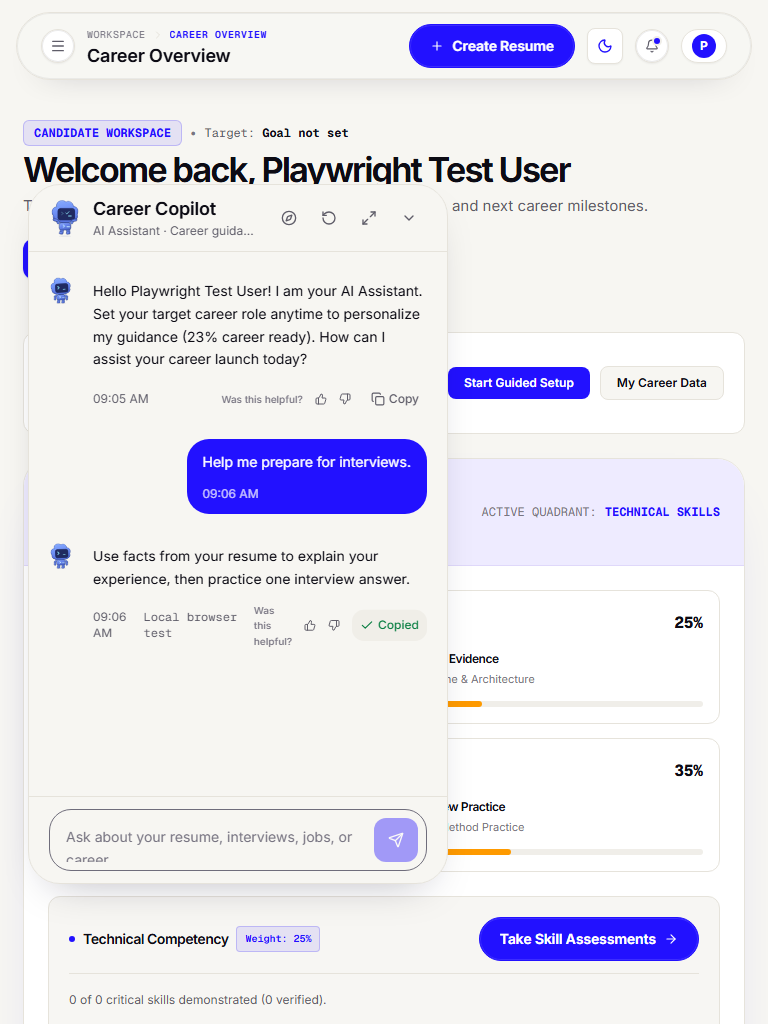 WORKSPACE CAREER OVERVIEW
Career Overview
Create Resume
P
CANDIDATE WORKSPACE • Target: Goal not set
Welcome back, Playwright Test User
and next career milestones.
Career Copilot
AI Assistant · Career guida...
Hello Playwright Test User! I am your AI Assistant.
Set your target career role anytime to personalize
my guidance (23% career ready). How can I
assist your career launch today?
09:05 AM Was this helpful? Copy
Help me prepare for interviews.
09:06 AM
Use facts from your resume to explain your
experience, then practice one interview answer.
09:06
AM
Local browser
test
Was
this
helpful?
Copied
Ask about your resume, interviews, jobs, or
career
Start Guided Setup
My Career Data
ACTIVE QUADRANT: TECHNICAL SKILLS
25%
Evidence
& Architecture
35%
Practice
Practice
Technical Competency
Weight: 25%
Take Skill Assessments
0 of 0 critical skills demonstrated (0 verified).